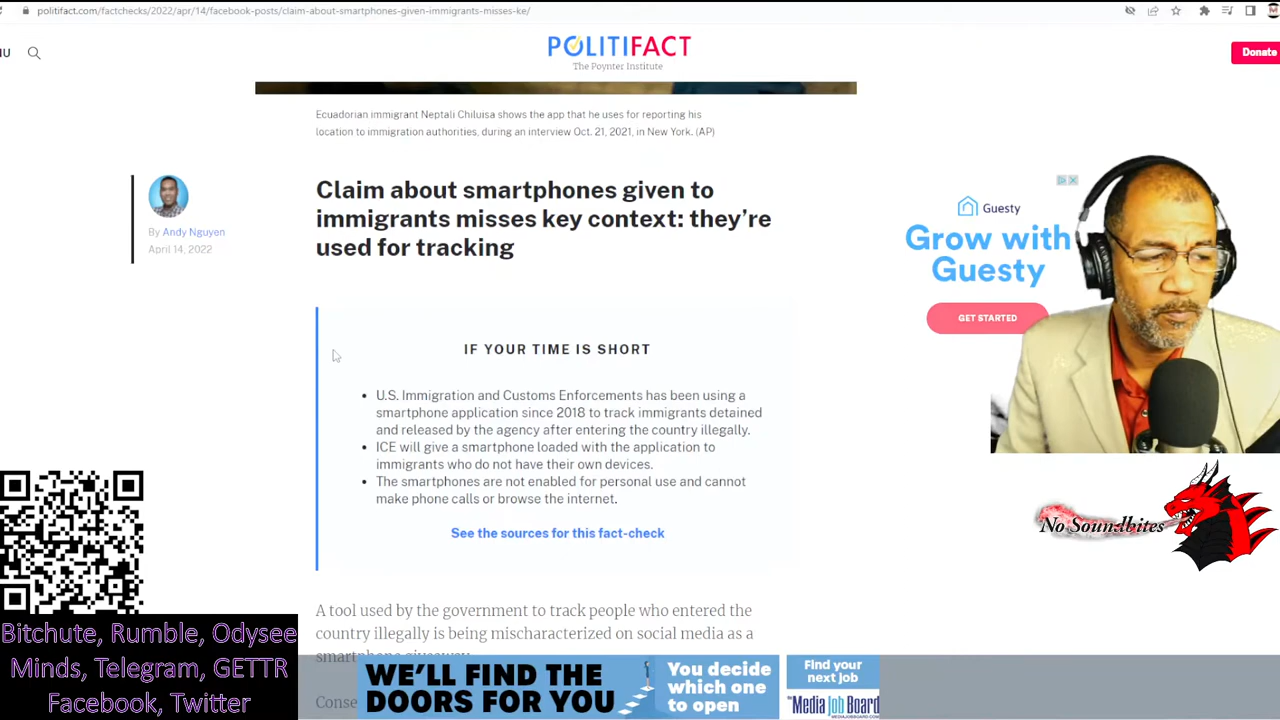 politifact.com/factchecks/2022/apr/14/facebook-posts/claim-about-smartphones-given-immigrants-misses-ke/
NU
POLITIFACT
The Poynter Institute
Donate
Ecuadorian immigrant Neptali Chiluisa shows the app that he uses for reporting his
location to immigration authorities, during an interview Oct. 21, 2021, in New York. (AP)
By Andy Nguyen
April 14, 2022
Claim about smartphones given to
immigrants misses key context: they’re
used for tracking
IF YOUR TIME IS SHORT
• U.S. Immigration and Customs Enforcements has been using a
smartphone application since 2018 to track immigrants detained
and released by the agency after entering the country illegally.
• ICE will give a smartphone loaded with the application to
immigrants who do not have their own devices.
• The smartphones are not enabled for personal use and cannot
make phone calls or browse the internet.
See the sources for this fact-check
A tool used by the government to track people who entered the
country illegally is being mischaracterized on social media as a
smartphone giveaway.
Conse
Guesty
Grow with
Guesty
GET STARTED
No Soundbites
Bitchute, Rumble, Odysee
Minds, Telegram, GETTR
Facebook, Twitter
WE’LL FIND THE
DOORS FOR YOU
You decide
which one
to open
Find your
next job
Media Job Board
MEDIAJOBBOARD.COM